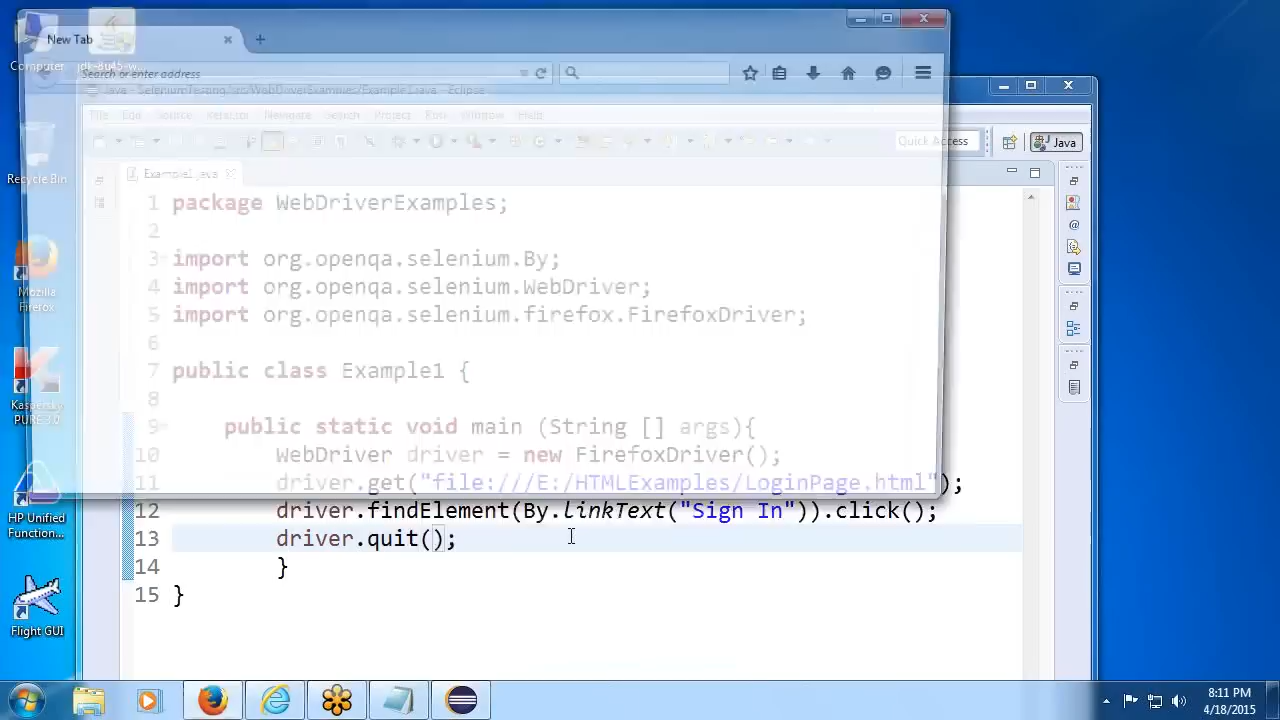 New Tab
Computer
jdk-8u45-w...
Search or enter address
Java - SeleniumTesting/src/WebDriverExamples/Example1.java - Eclipse
File Edit Source Refactor Navigate Search Project Run Window Help
Quick Access
Java
Example1.java
Recycle Bin
Mozilla
Firefox
Kaspersky
PURE 3.0
HP Unified
Function...
Flight GUI
1 package WebDriverExamples;
2
3 import org.openqa.selenium.By;
4 import org.openqa.selenium.WebDriver;
5 import org.openqa.selenium.firefox.FirefoxDriver;
6
7 public class Example1 {
8
9 public static void main (String [] args){
10 WebDriver driver = new FirefoxDriver();
11 driver.get("file:///E:/HTMLExamples/LoginPage.html");
12 driver.findElement(By.linkText("Sign In")).click();
13 driver.quit();
14 }
15 }
8:11 PM
4/18/2015